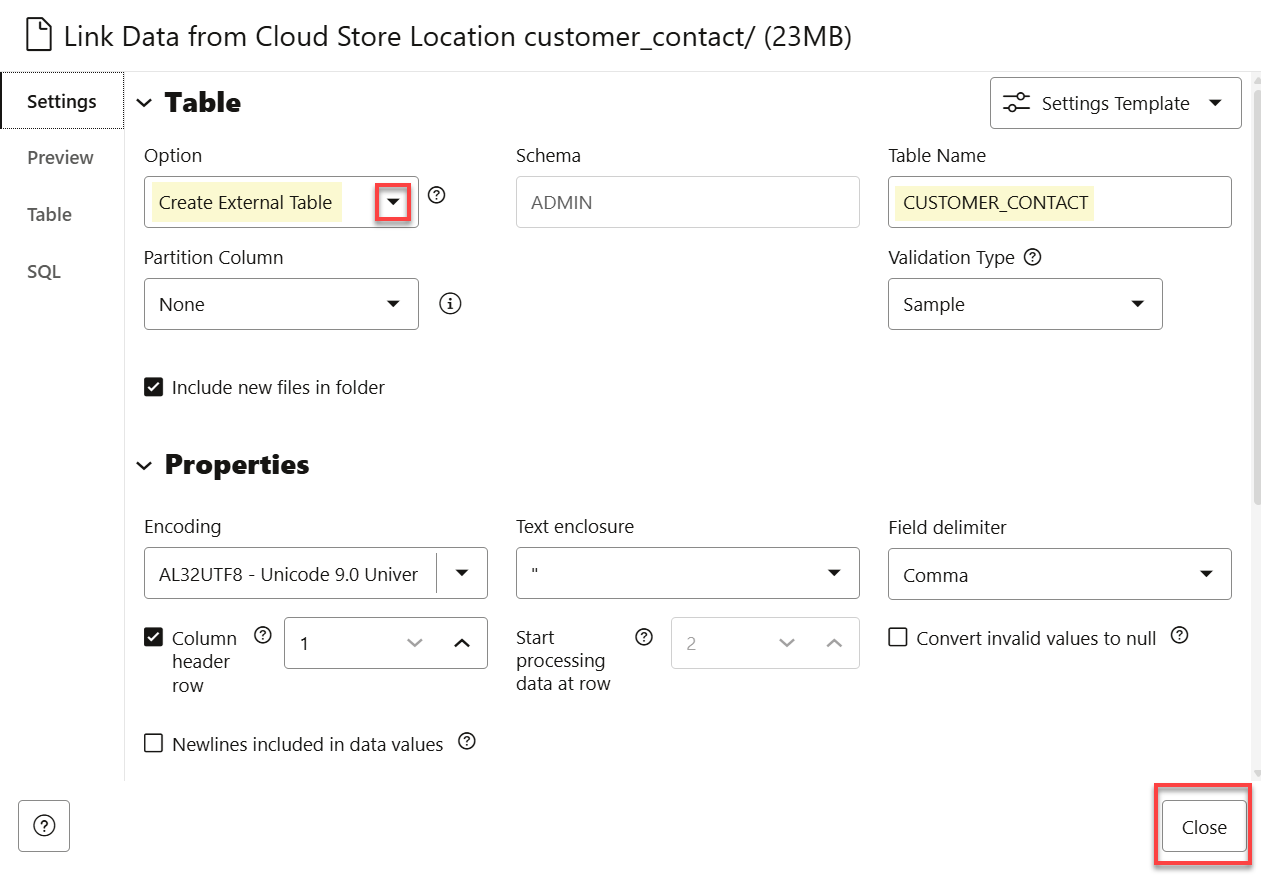 Link Data from Cloud Store Location customer_contact/ (23MB)
Settings
Preview
Table
SQL
Table
Settings Template
Option
Schema
Table Name
Create External Table
ADMIN
CUSTOMER_CONTACT
Partition Column
Validation Type
None
Sample
Include new files in folder
Properties
Encoding
Text enclosure
Field delimiter
AL32UTF8 - Unicode 9.0 Univer
"
Comma
Column
header
row
1
Start
processing
data at row
2
Convert invalid values to null
Newlines included in data values
Close